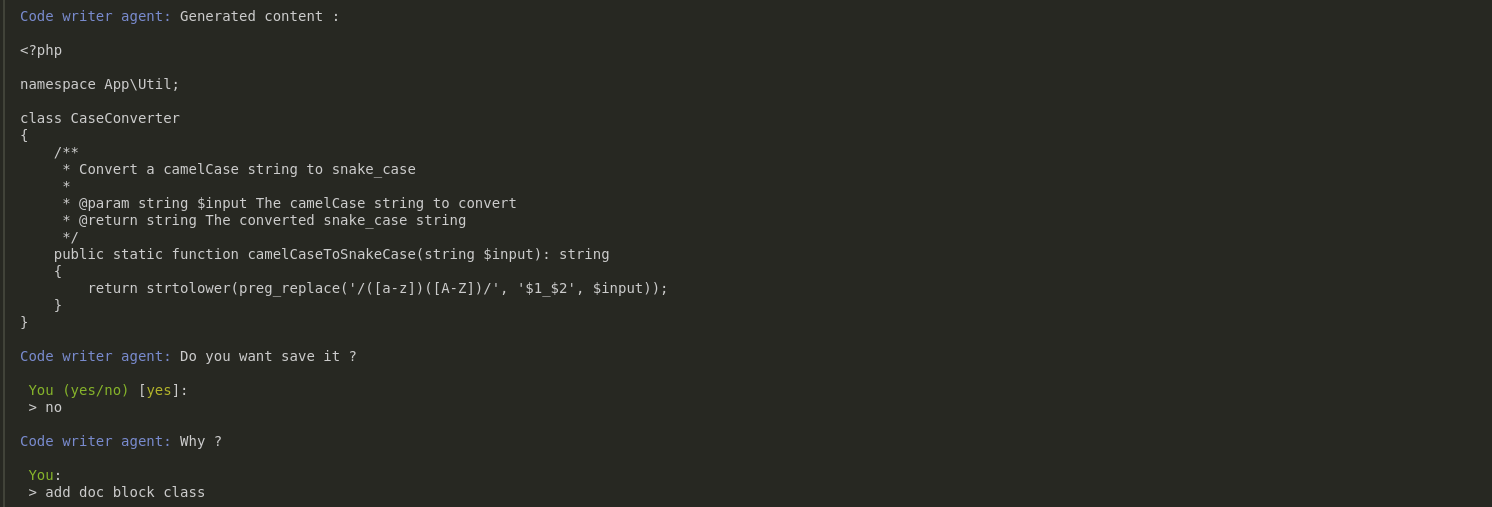 Code writer agent: Generated content :
<?php
namespace App\Util;
class CaseConverter
{
    /**
     * Convert a camelCase string to snake_case
     *
     * @param string $input The camelCase string to convert
     * @return string The converted snake_case string
     */
    public static function camelCaseToSnakeCase(string $input): string
    {
        return strtolower(preg_replace('/([a-z])([A-Z])/', '$1_$2', $input));
    }
}
Code writer agent: Do you want save it ?
 You (yes/no) [yes]:
 > no
Code writer agent: Why ?
 You:
 > add doc block class